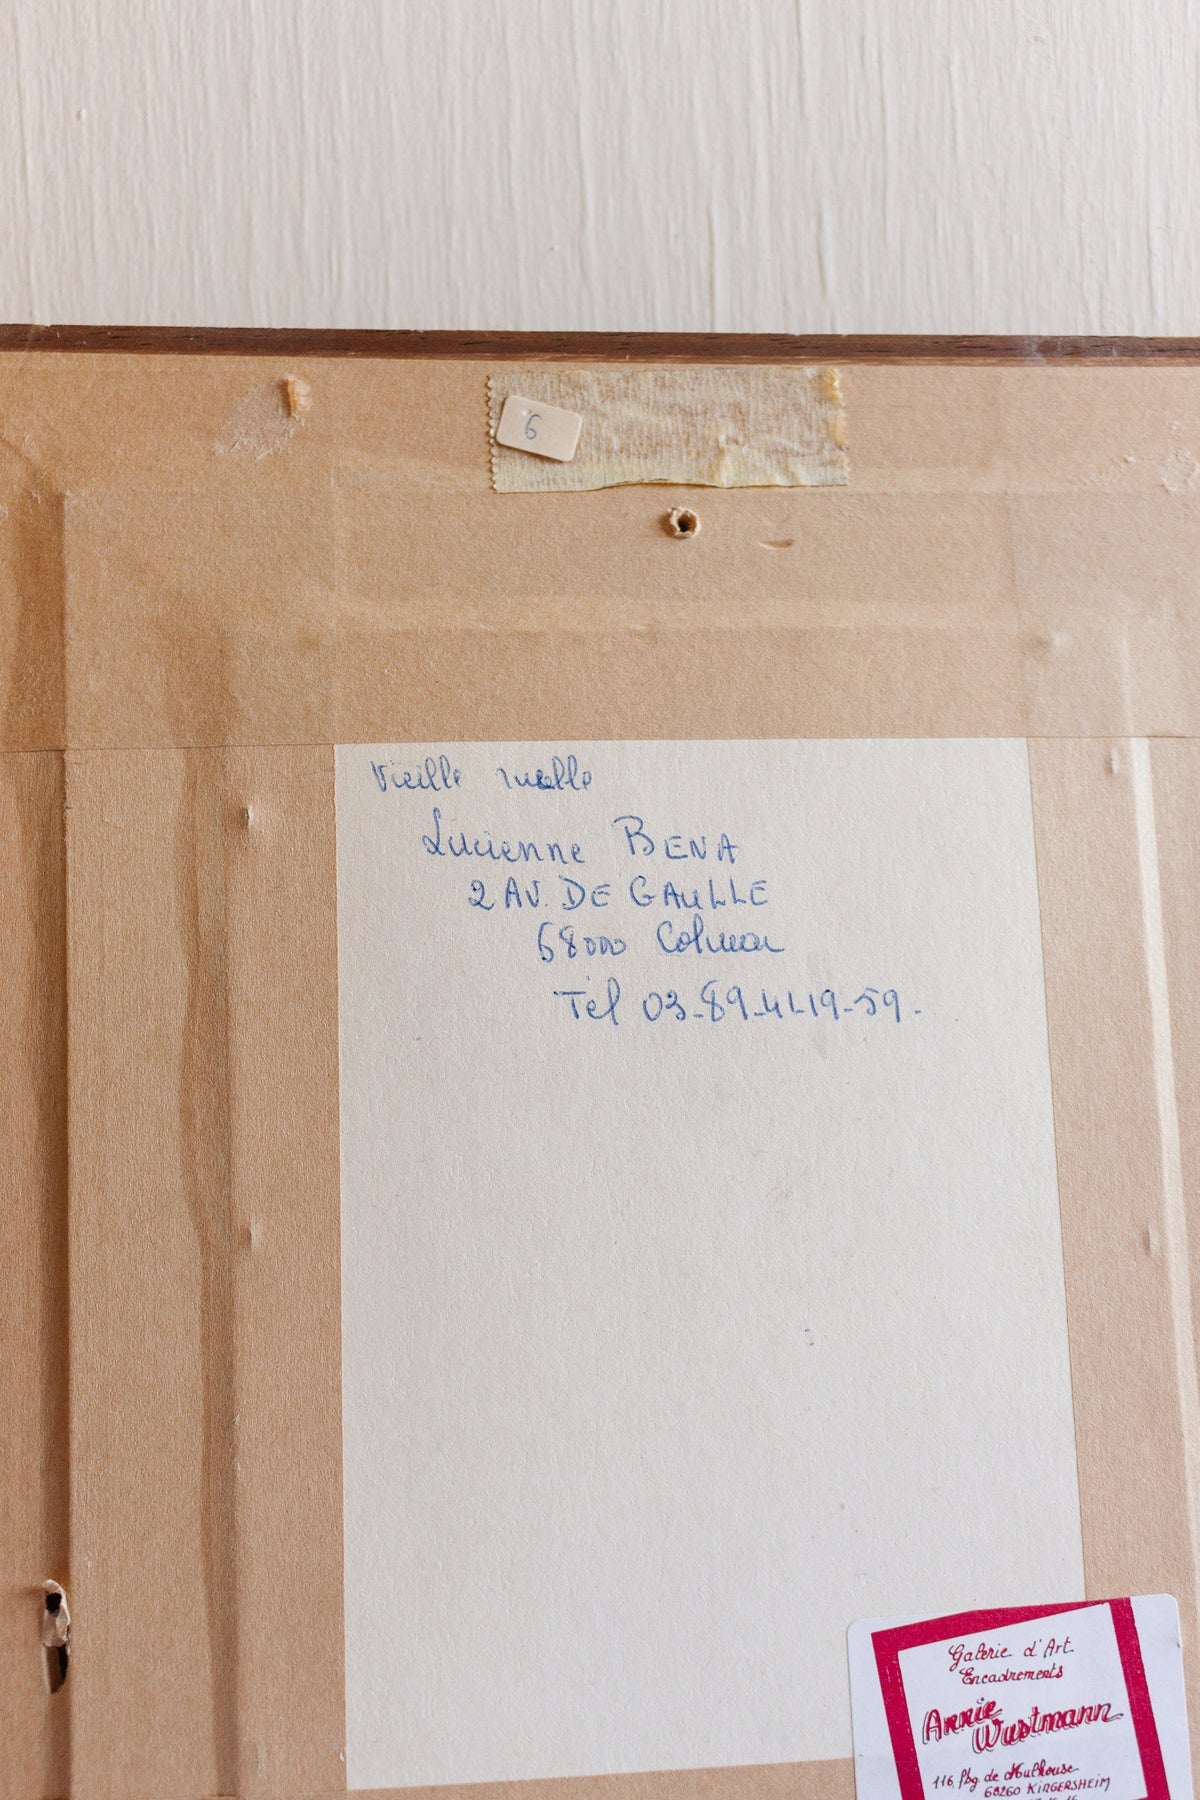 6
Vieille ruelle
Lucienne BENA
2 AV. DE GAULLE
68000 Colmar
Tél 03-89-41-19-59.
Galerie d'Art
Encadrements
Annie
Wustmann
116, fbg. de Mulhouse
68260 KINGERSHEIM